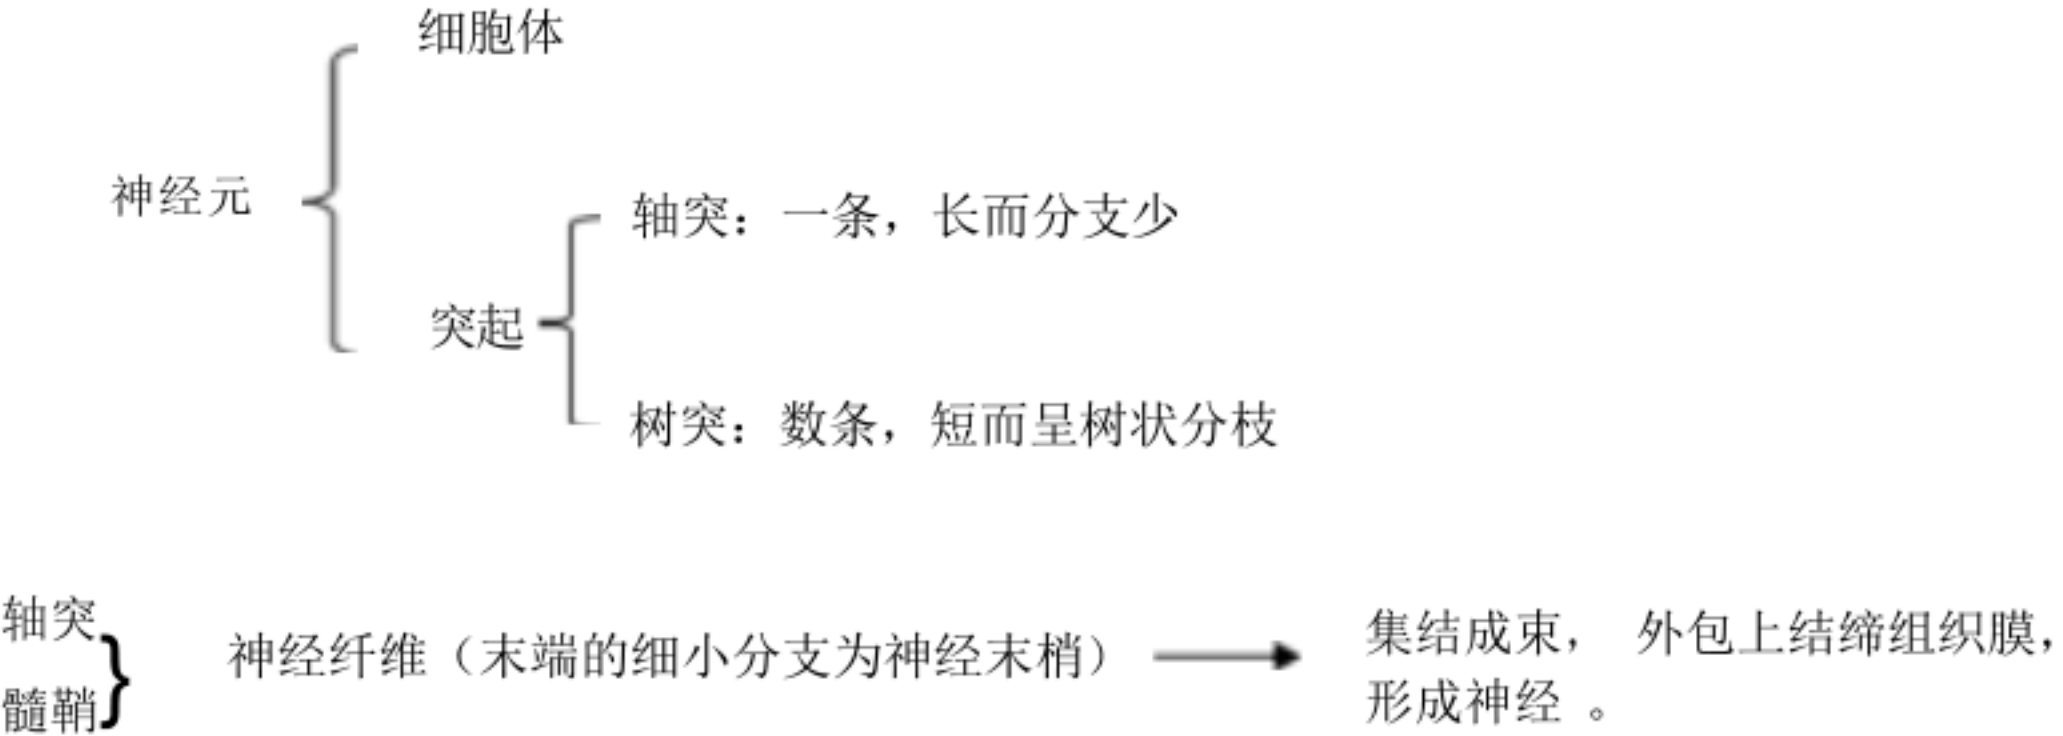 细胞体
神经元
轴突：一条，长而分支少
突起
树突：数条，短而呈树状分枝
轴突
髓鞘
神经纤维（末端的细小分支为神经末梢）
集结成束， 外包上结缔组织膜，
形成神经 。